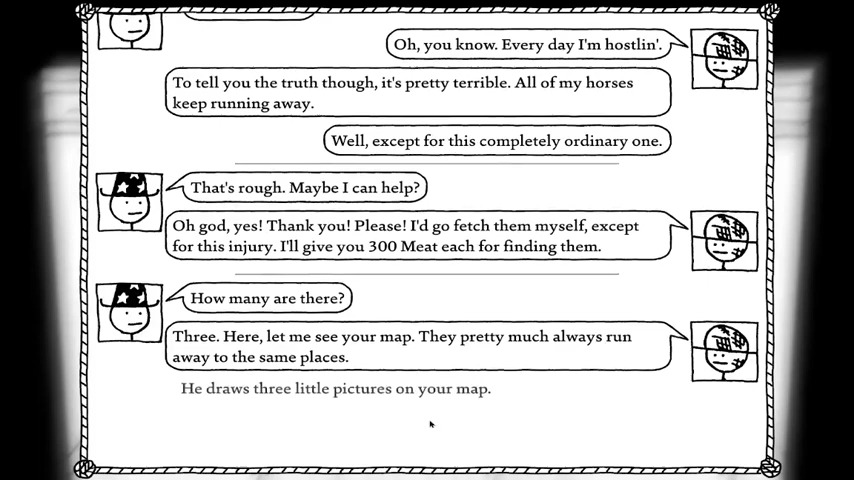 Oh, you know. Every day I'm hostlin'.
To tell you the truth though, it's pretty terrible. All of my horses
keep running away.
Well, except for this completely ordinary one.
That's rough. Maybe I can help?
Oh god, yes! Thank you! Please! I'd go fetch them myself, except
for this injury. I'll give you 300 Meat each for finding them.
How many are there?
Three. Here, let me see your map. They pretty much always run
away to the same places.
He draws three little pictures on your map.